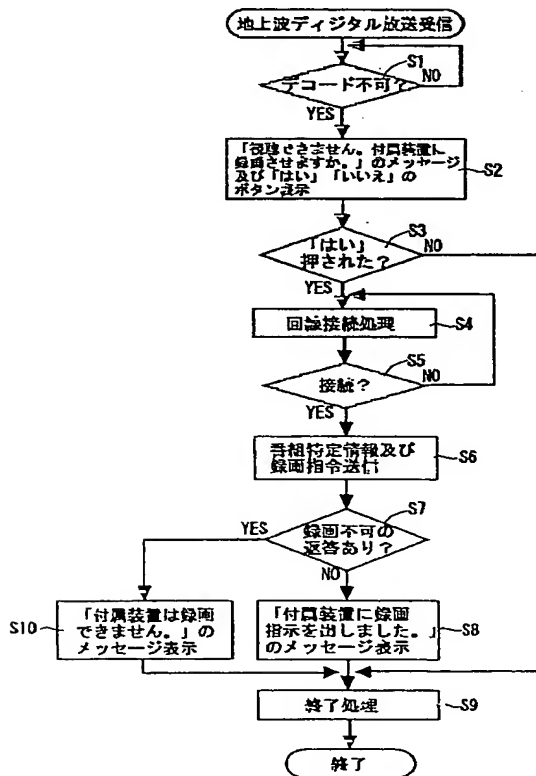 地上波ディジタル放送受信
S1
デコード不可?
NO
YES
「視聴できません。付属装置に
録画させますか。」のメッセージ
及び「はい」「いいえ」の
ボタン表示
S2
S3
「はい」
押された?
NO
YES
回線接続処理
S4
S5
接続?
NO
YES
番組特定情報及び
録画指令送信
S6
S7
録画不可の
返答あり?
YES
NO
「付属装置は録画
できません。」の
メッセージ表示
S10
「付属装置に録画
指示を出しました。」
のメッセージ表示
S8
終了処理
S9
終了